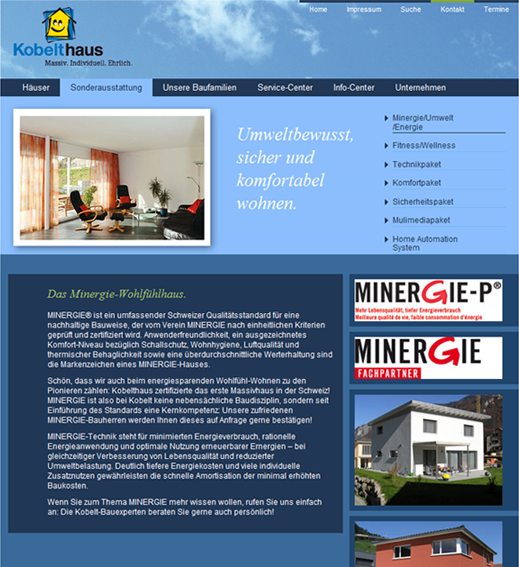 Home Impressum Suche Kontakt Termine
Kobelthaus
Massiv. Individuell. Ehrlich.
Häuser Sonderausstattung Unsere Baufamilien Service-Center Info-Center Unternehmen
Umweltbewusst,
sicher und
komfortabel
wohnen.
Minergie/Umwelt
/Energie
Fitness/Wellness
Technikpaket
Komfortpaket
Sicherheitspaket
Mulimediapaket
Home Automation
System
Das Minergie-Wohlfühlhaus.
MINERGIE® ist ein umfassender Schweizer Qualitätsstandard für eine
nachhaltige Bauweise, der vom Verein MINERGIE nach einheitlichen Kriterien
geprüft und zertifiziert wird. Anwenderfreundlichkeit, ein ausgezeichnetes
Komfort-Niveau bezüglich Schallschutz, Wohnhygiene, Luftqualität und
thermischer Behaglichkeit sowie eine überdurchschnittliche Werterhaltung sind
die Markenzeichen eines MINERGIE-Hauses.
Schön, dass wir auch beim energiesparenden Wohlfühl-Wohnen zu den
Pionieren zählen: Kobelthaus zertifizierte das erste Massivhaus in der Schweiz!
MINERGIE ist also bei Kobelt keine nebensächliche Baudisziplin, sondern seit
Einführung des Standards eine Kernkompetenz: Unsere zufriedenen
MINERGIE-Bauherren werden Ihnen dieses auf Anfrage gerne bestätigen!
MINERGIE-Technik steht für minimierten Energieverbrauch, rationelle
Energieanwendung und optimale Nutzung erneuerbarer Ernergien – bei
gleichzeitiger Verbesserung von Lebensqualität und reduzierter
Umweltbelastung. Deutlich tiefere Energiekosten und viele individuelle
Zusatznutzen gewährleisten die schnelle Amortisation der minimal erhöhten
Baukosten.
Wenn Sie zum Thema MINERGIE mehr wissen wollen, rufen Sie uns einfach
an: Die Kobelt-Bauexperten beraten Sie gerne auch persönlich!
MINERGIE-P®
Mehr Lebensqualität, tiefer Energieverbrauch
Meilleure qualité de vie, faible consommation d'énergie
MINERGIE
FACHPARTNER